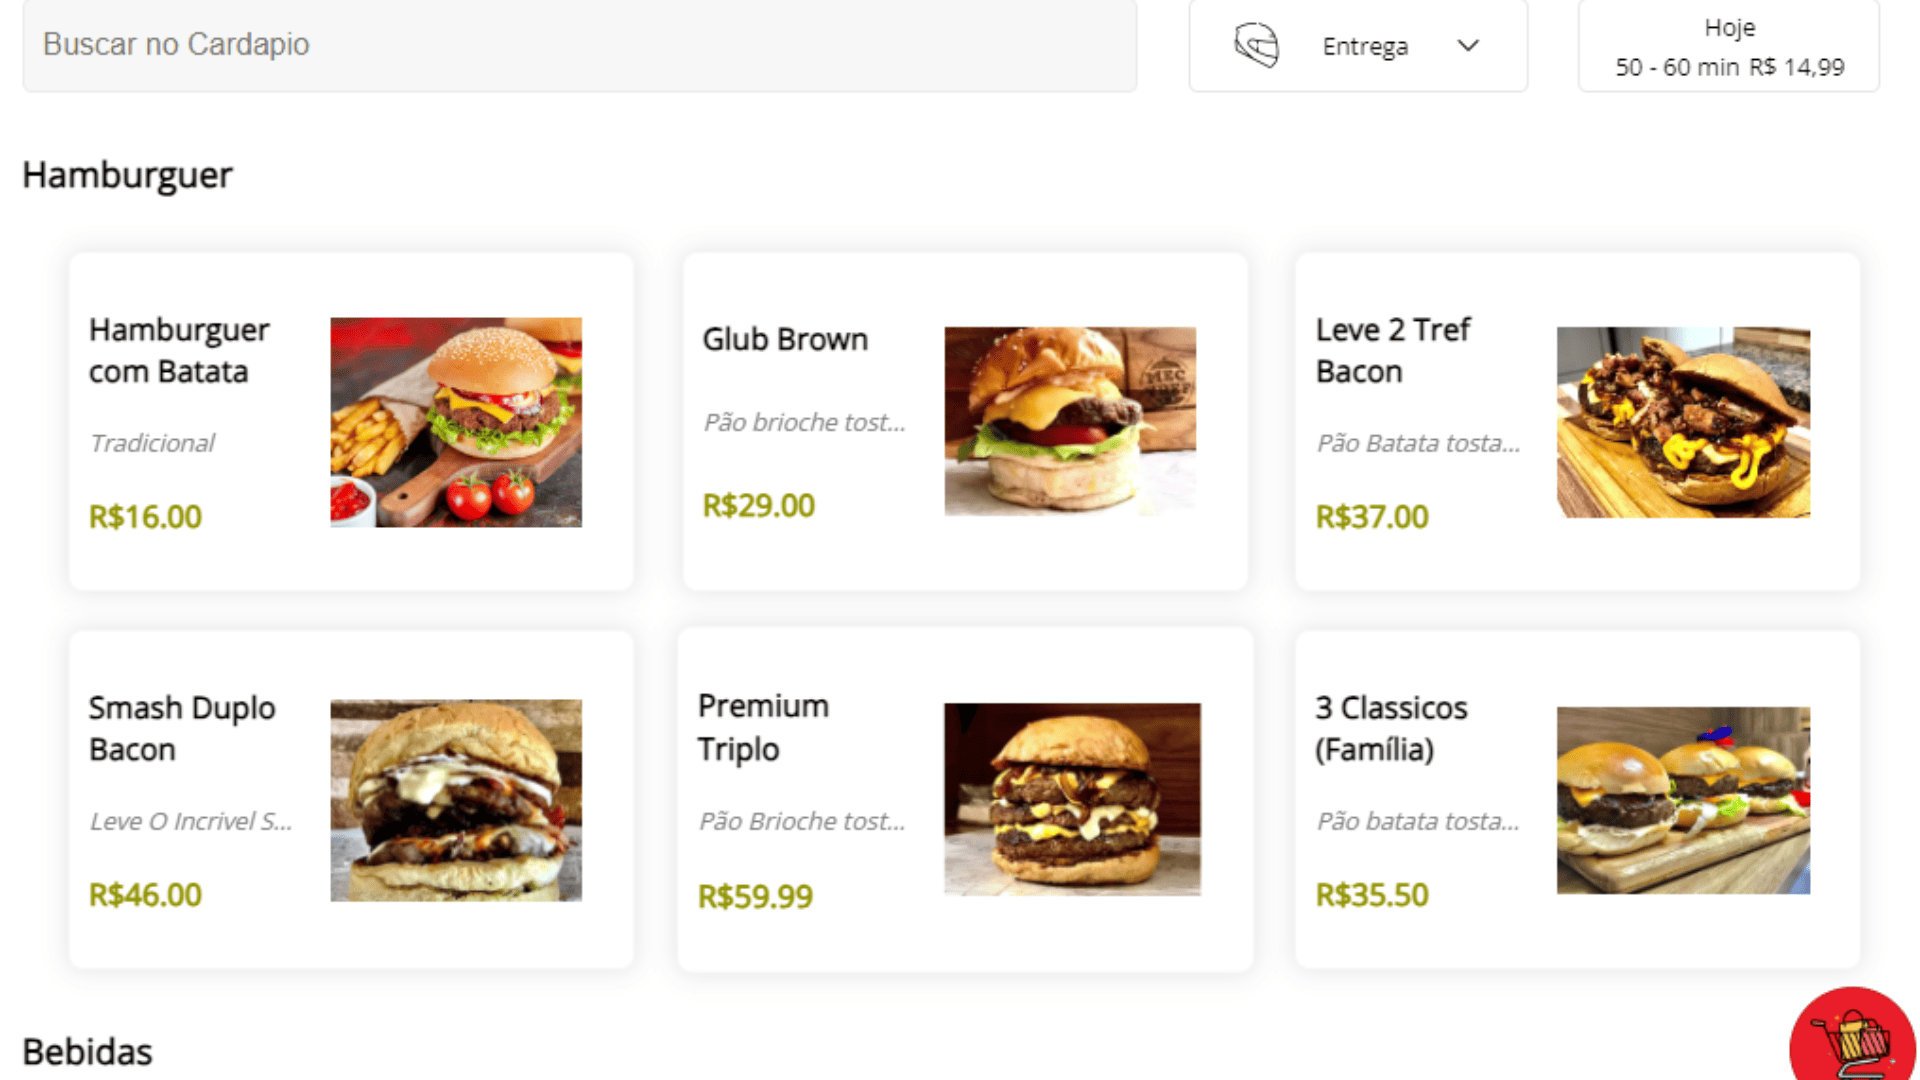 Buscar no Cardapio
Entrega
Hoje
50 - 60 min R$ 14,99
Hamburguer
Hamburguer
com Batata
Tradicional
R$16.00
Glub Brown
Pão brioche tost...
R$29.00
Leve 2 Tref
Bacon
Pão Batata tosta...
R$37.00
Smash Duplo
Bacon
Leve O Incrivel S...
R$46.00
Premium
Triplo
Pão Brioche tost...
R$59.99
3 Classicos
(Família)
Pão batata tosta...
R$35.50
Bebidas